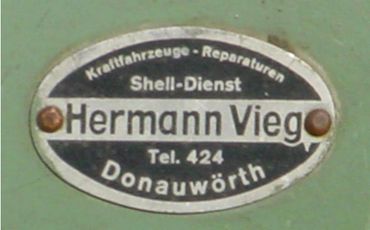 Kraftfahrzeuge - Reparaturen
Shell-Dienst
Hermann Vieg
Tel. 424
Donauwörth